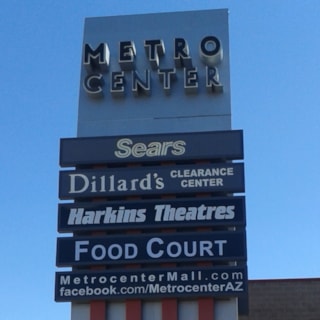 METRO
CENTER
Sears
Dillard's CLEARANCE
CENTER
Harkins Theatres
FOOD COURT
MetrocenterMall.com
facebook.com/MetrocenterAZ